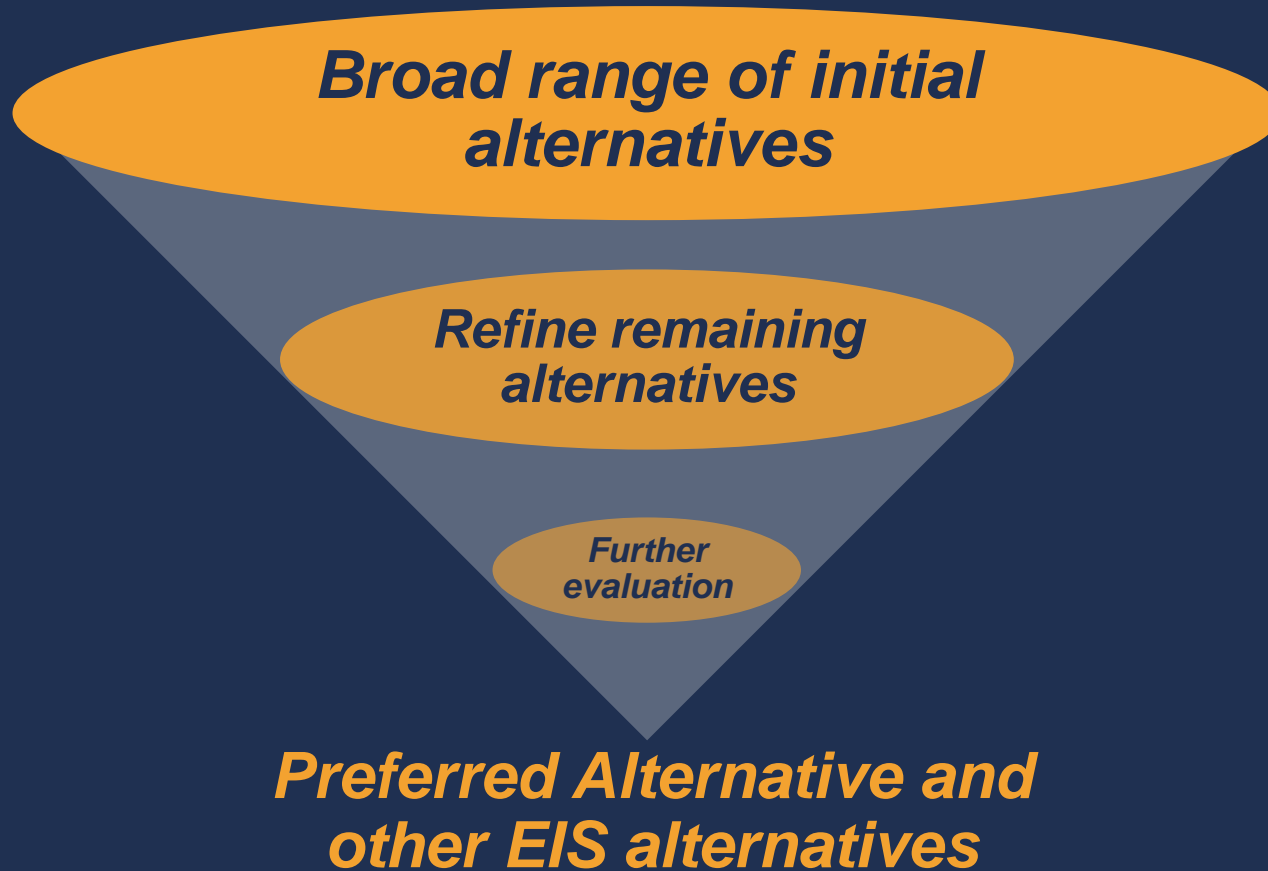 Broad range of initial
alternatives
Refine remaining
alternatives
Further
evaluation
Preferred Alternative and
other EIS alternatives